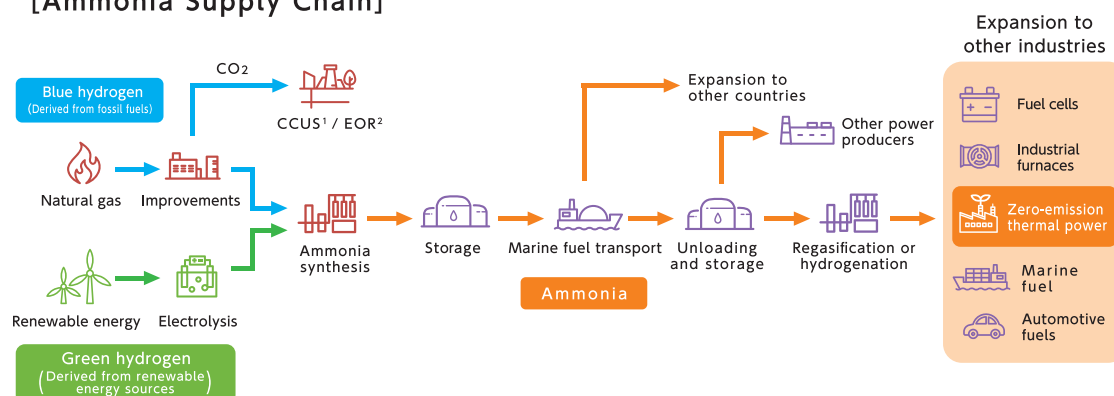 [Ammonia Supply Chain]
Expansion to
other industries
Blue hydrogen
(Derived from fossil fuels)
CO2
CCUS¹ / EOR²
Expansion to
other countries
Other power
producers
Natural gas
Improvements
Ammonia
synthesis
Storage
Marine fuel transport
Unloading
and storage
Regasification or
hydrogenation
Ammonia
Renewable energy
Electrolysis
Green hydrogen
(Derived from renewable
energy sources)
Fuel cells
Industrial
furnaces
Zero-emission
thermal power
Marine
fuel
Automotive
fuels